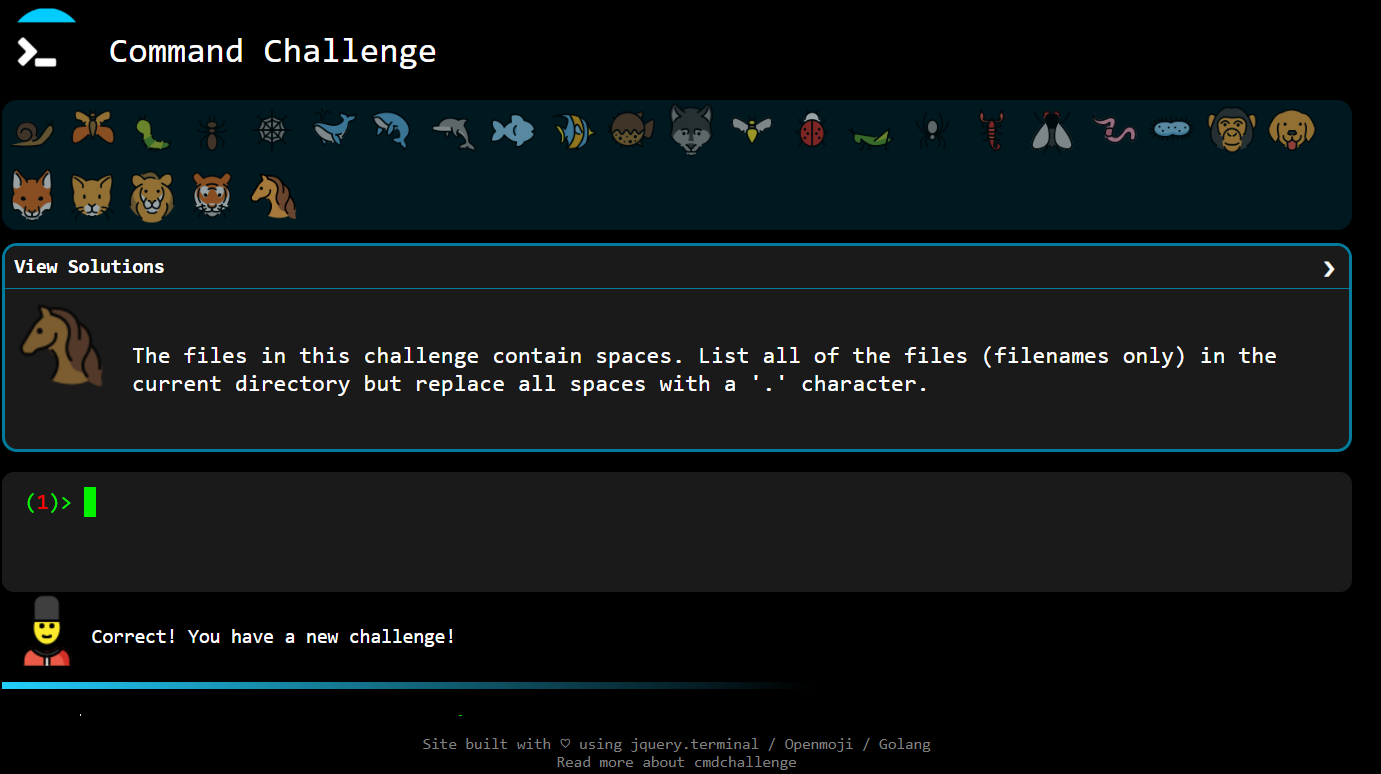 Command Challenge
View Solutions
The files in this challenge contain spaces. List all of the files (filenames only) in the
current directory but replace all spaces with a '.' character.
(1)>
Correct! You have a new challenge!
Site built with ♡ using jquery.terminal / Openmoji / Golang
Read more about cmdchallenge